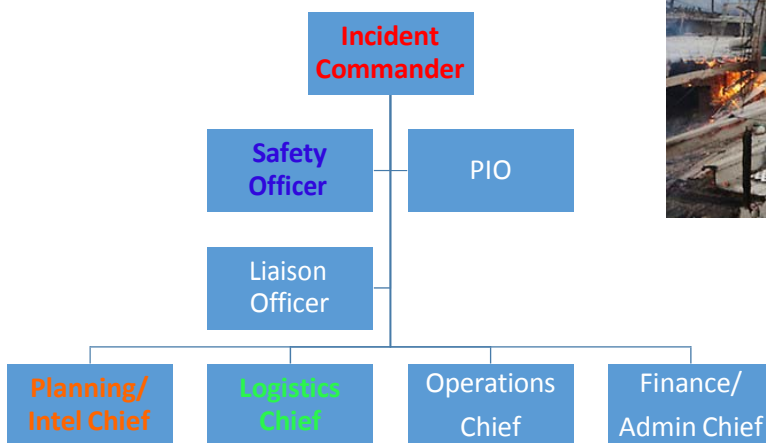 Incident
Commander
Safety
Officer
PIO
Liaison
Officer
Planning/
Intel Chief
Logistics
Chief
Operations
Chief
Finance/
Admin Chief